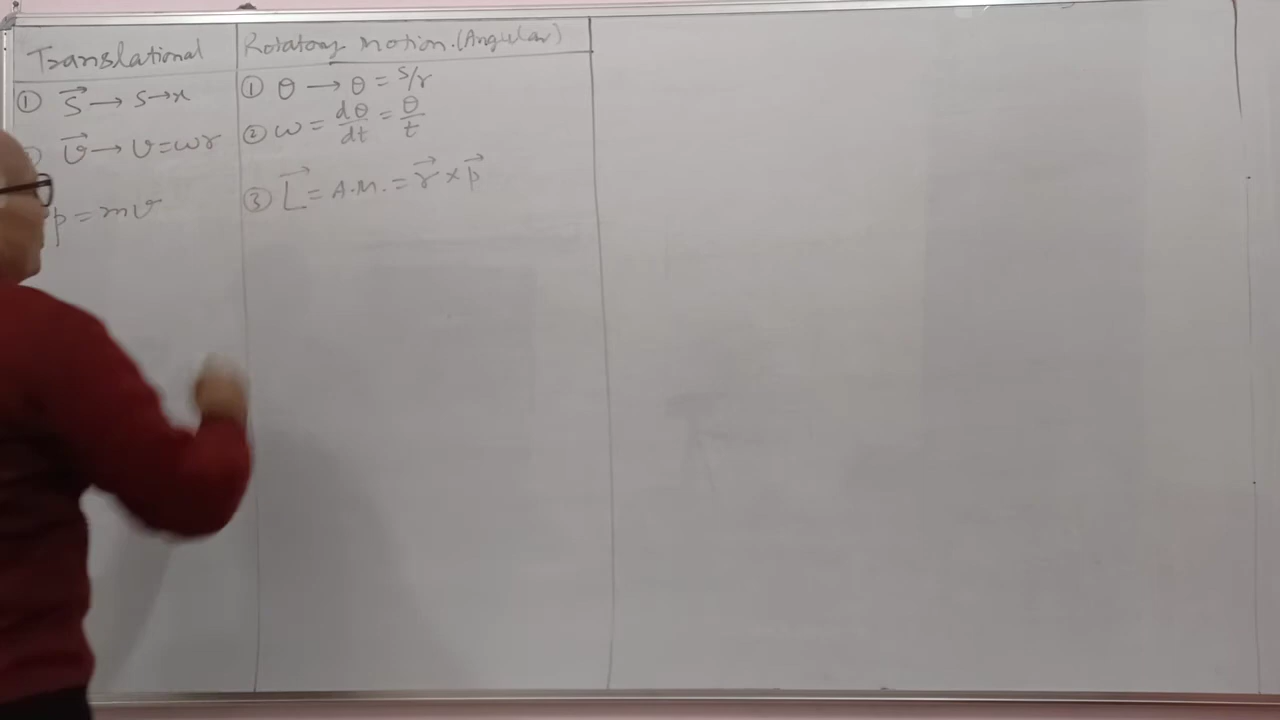 Translational
① S⃗ → S→x
v⃗ → v=ωr
p = mv
Rotatory Motion.(Angular)
① θ → θ = s/r
② ω = dθ/dt = θ/t
③ L⃗ = A.M. = r⃗ × p⃗